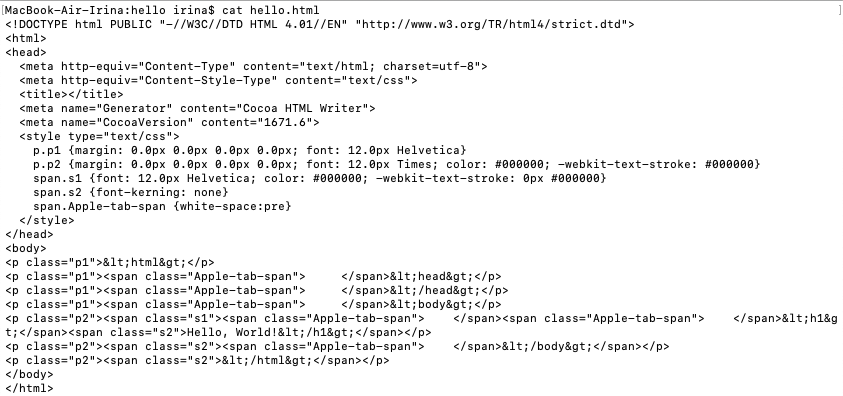 [MacBook-Air-Irina:hello irina$ cat hello.html ]
<!DOCTYPE html PUBLIC "-//W3C//DTD HTML 4.01//EN" "http://www.w3.org/TR/html4/strict.dtd">
<html>
<head>
  <meta http-equiv="Content-Type" content="text/html; charset=utf-8">
  <meta http-equiv="Content-Style-Type" content="text/css">
  <title></title>
  <meta name="Generator" content="Cocoa HTML Writer">
  <meta name="CocoaVersion" content="1671.6">
  <style type="text/css">
    p.p1 {margin: 0.0px 0.0px 0.0px 0.0px; font: 12.0px Helvetica}
    p.p2 {margin: 0.0px 0.0px 0.0px 0.0px; font: 12.0px Times; color: #000000; -webkit-text-stroke: #000000}
    span.s1 {font: 12.0px Helvetica; color: #000000; -webkit-text-stroke: 0px #000000}
    span.s2 {font-kerning: none}
    span.Apple-tab-span {white-space:pre}
  </style>
</head>
<body>
<p class="p1">&lt;html&gt;</p>
<p class="p1"><span class="Apple-tab-span">	</span>&lt;head&gt;</p>
<p class="p1"><span class="Apple-tab-span">	</span>&lt;/head&gt;</p>
<p class="p1"><span class="Apple-tab-span">	</span>&lt;body&gt;</p>
<p class="p2"><span class="s1"><span class="Apple-tab-span">	</span><span class="Apple-tab-span">	</span>&lt;h1&g
t;</span><span class="s2">Hello, World!&lt;/h1&gt;</span></p>
<p class="p2"><span class="s2"><span class="Apple-tab-span">	</span>&lt;/body&gt;</span></p>
<p class="p2"><span class="s2">&lt;/html&gt;</span></p>
</body>
</html>